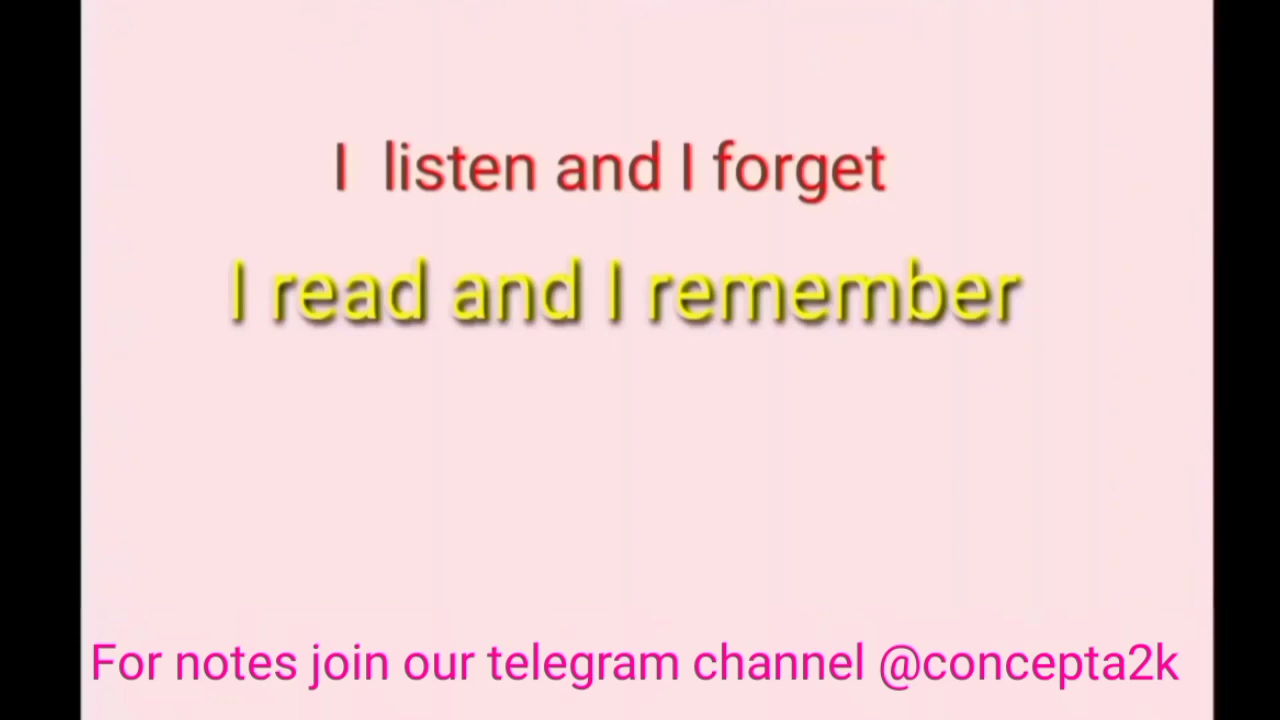 I listen and I forget
I read and I remember
For notes join our telegram channel @concepta2k